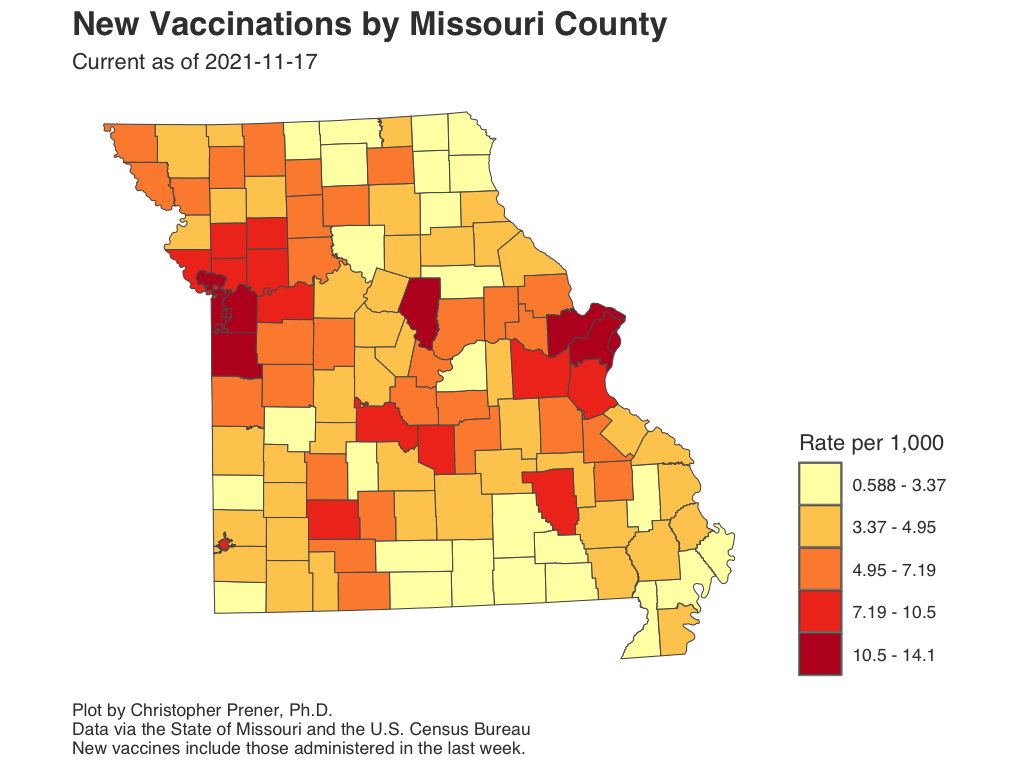 New Vaccinations by Missouri County
Current as of 2021-11-17
Rate per 1,000
0.588 - 3.37
3.37 - 4.95
4.95 - 7.19
7.19 - 10.5
10.5 - 14.1
Plot by Christopher Prener, Ph.D.
Data via the State of Missouri and the U.S. Census Bureau
New vaccines include those administered in the last week.